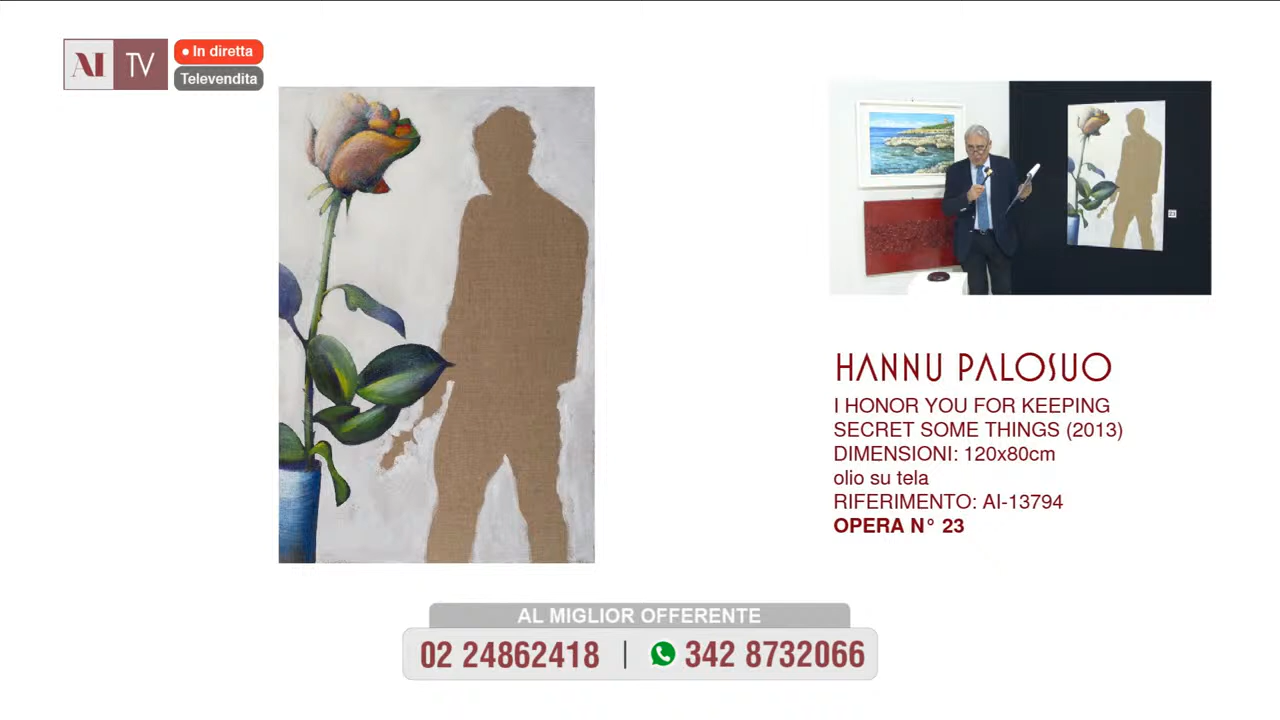 AI TV
• In diretta
Televendita
HANNU PALOSUO
I HONOR YOU FOR KEEPING
SECRET SOME THINGS (2013)
DIMENSIONI: 120x80cm
olio su tela
RIFERIMENTO: AI-13794
OPERA N° 23
AL MIGLIOR OFFERENTE
02 24862418 | 342 8732066